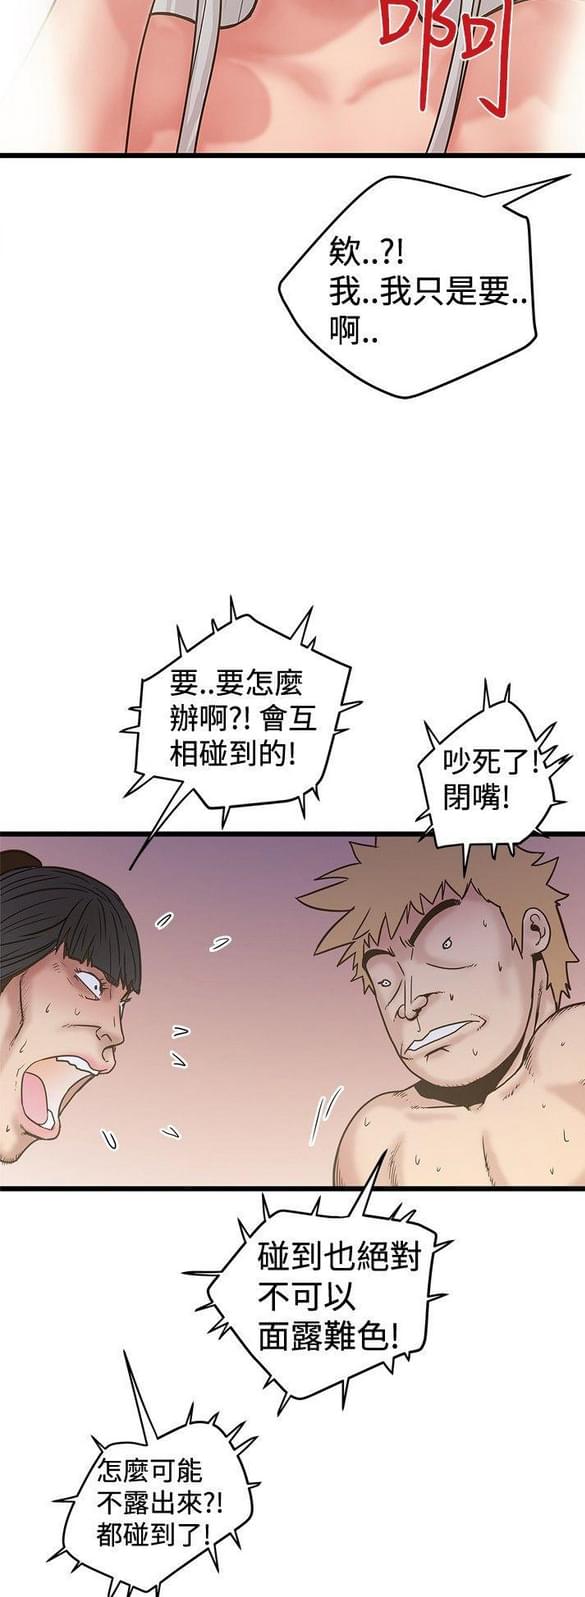 欸..?!
我..我只是要..
啊..
要..要怎麼
辦啊?! 會互
相碰到的!
吵死了!
閉嘴!
碰到也絕對
不可以
面露難色!
怎麼可能
不露出來?!
都碰到了!